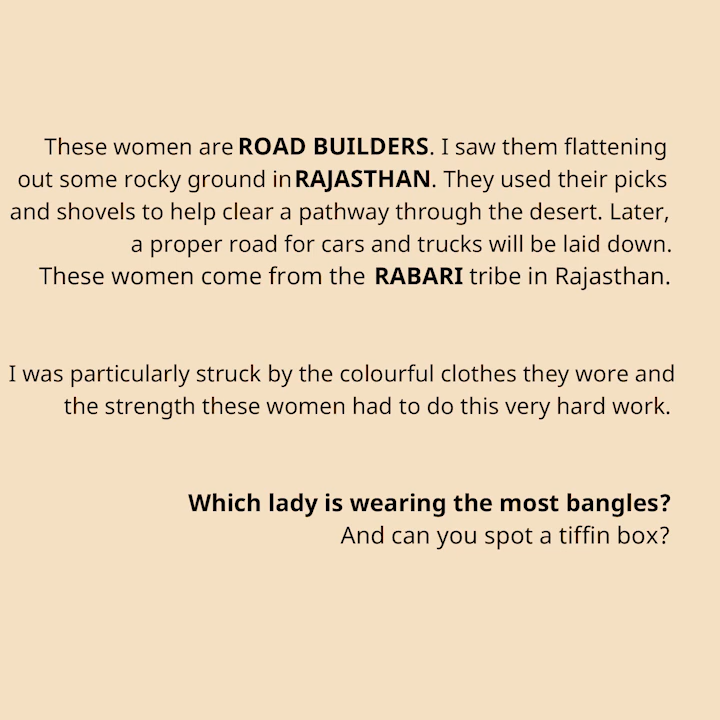 These women are ROAD BUILDERS. I saw them flattening
out some rocky ground in RAJASTHAN. They used their picks
and shovels to help clear a pathway through the desert. Later,
a proper road for cars and trucks will be laid down.
These women come from the RABARI tribe in Rajasthan.
I was particularly struck by the colourful clothes they wore and
the strength these women had to do this very hard work.
Which lady is wearing the most bangles?
And can you spot a tiffin box?